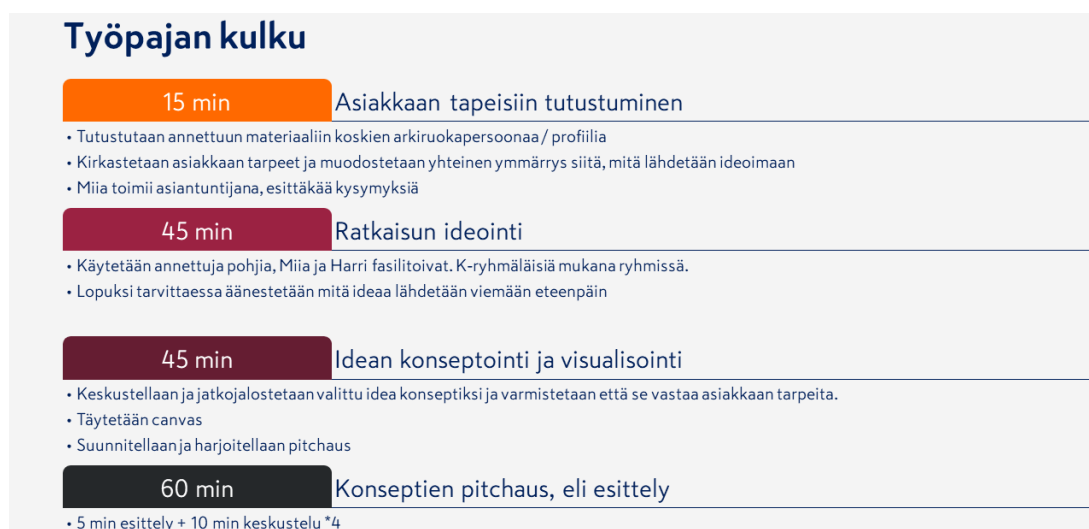 Työpajan kulku
15 min Asiakkaan tapeisiin tutustuminen
• Tutustutaan annettuun materiaaliin koskien arkiruokapersoonaa / profiilia
• Kirkastetaan asiakkaan tarpeet ja muodostetaan yhteinen ymmärrys siitä, mitä lähdetään ideoimaan
• Miia toimii asiantuntijana, esittäkää kysymyksiä
45 min Ratkaisun ideointi
• Käytetään annettuja pohjia, Miia ja Harri fasilitoivat. K-ryhmäläisiä mukana ryhmissä.
• Lopuksi tarvittaessa äänestetään mitä ideaa lähdetään viemään eteenpäin
45 min Idean konseptointi ja visualisointi
• Keskustellaan ja jatkojalostetaan valittu idea konseptiksi ja varmistetaan että se vastaa asiakkaan tarpeita.
• Täytetään canvas
• Suunnitellaan ja harjoitellaan pitchaus
60 min Konseptien pitchaus, eli esittely
• 5 min esittely + 10 min keskustelu *4